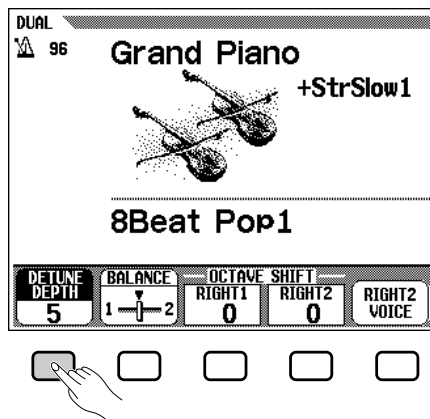 DUAL
96
Grand Piano
+StrSlow1
8Beat Pop1
DETUNE DEPTH 5
BALANCE 1 2
OCTAVE SHIFT
RIGHT1 0
RIGHT2 0
RIGHT2 VOICE